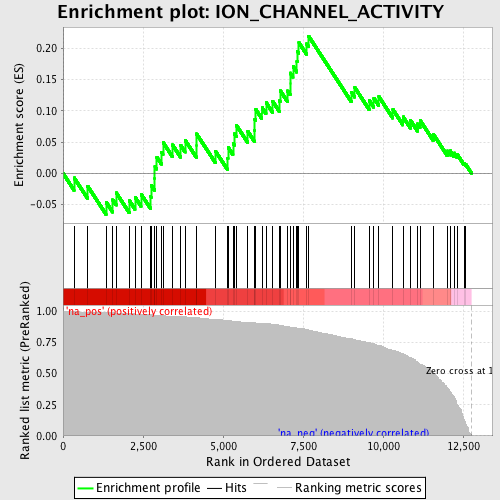 Enrichment plot: ION_CHANNEL_ACTIVITY
Enrichment score (ES)
0.20
0.15
0.10
0.05
0.00
-0.05
'na_pos' (positively correlated)
Ranked list metric (PreRanked)
1.00
0.75
0.50
0.25
0.00
Zero cross at 1
'na_neg' (negatively correlated)
0
2,500
5,000
7,500
10,000
12,500
Rank in Ordered Dataset
Enrichment profile
Hits
Ranking metric scores